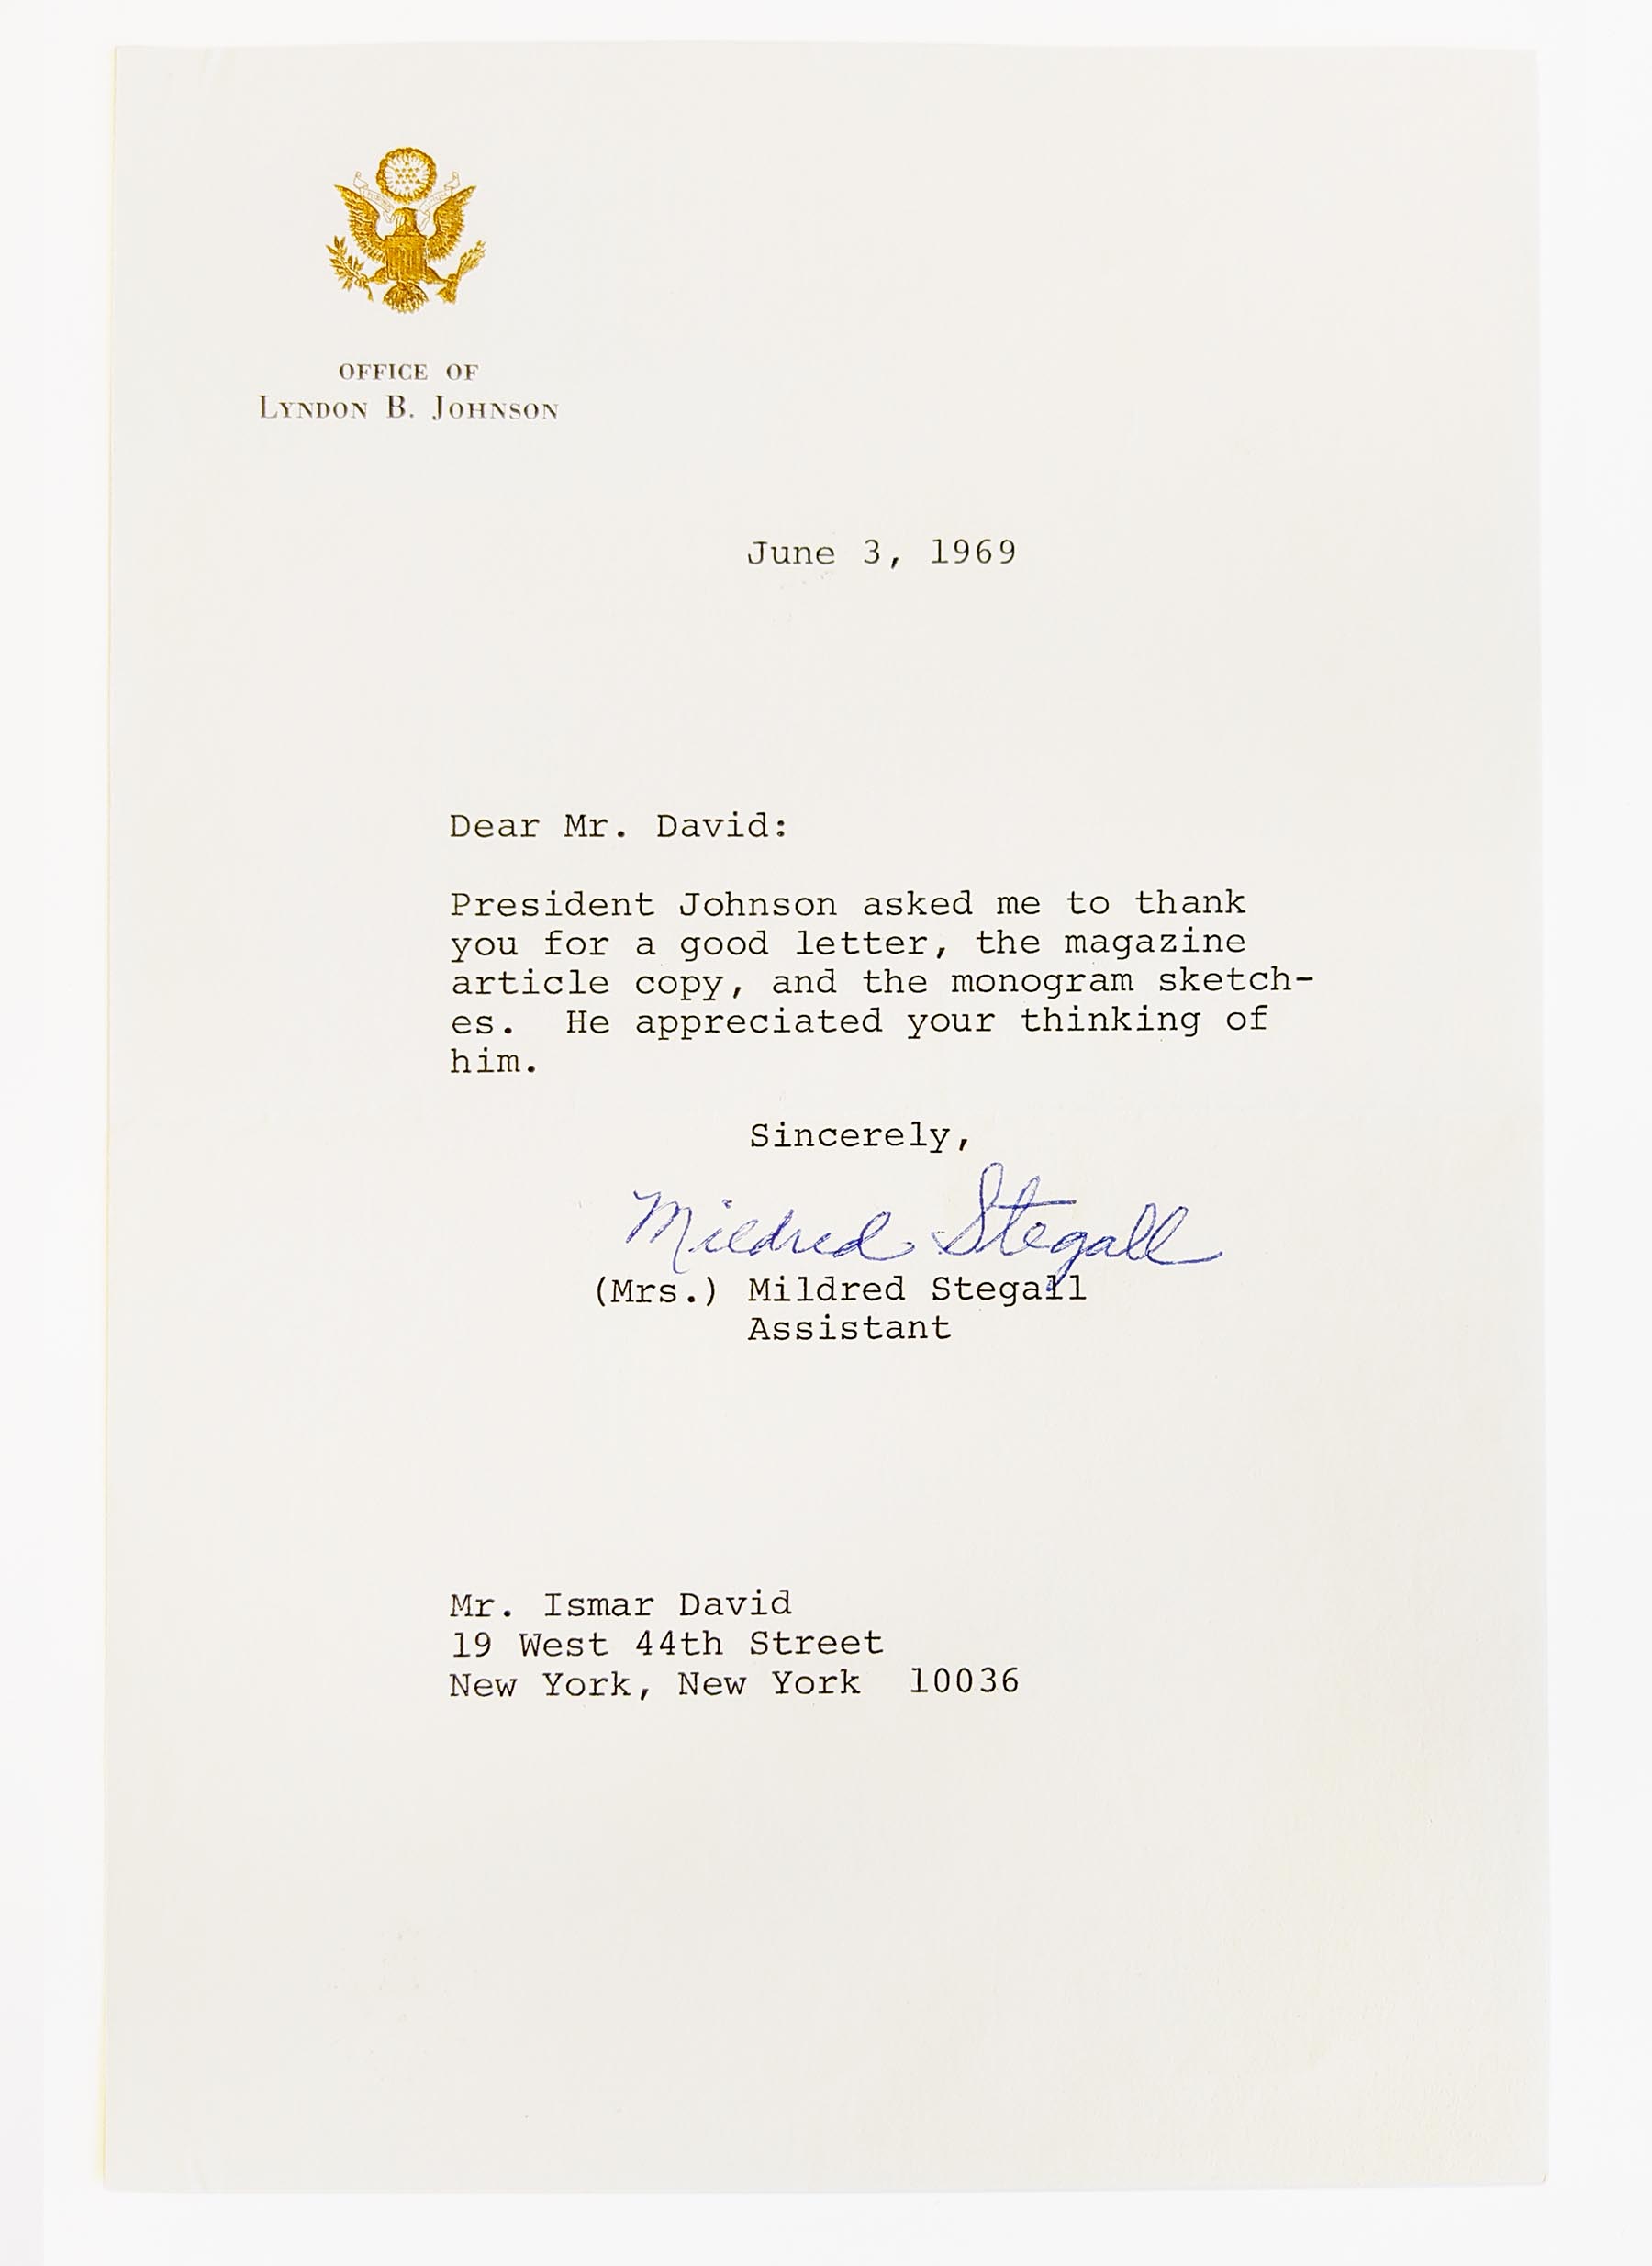 OFFICE OF
LYNDON B. JOHNSON
June 3, 1969
Dear Mr. David:
President Johnson asked me to thank
you for a good letter, the magazine
article copy, and the monogram sketch-
es.  He appreciated your thinking of
him.
Sincerely,
Mildred Stegall
(Mrs.) Mildred Stegall
Assistant
Mr. Ismar David
19 West 44th Street
New York, New York  10036